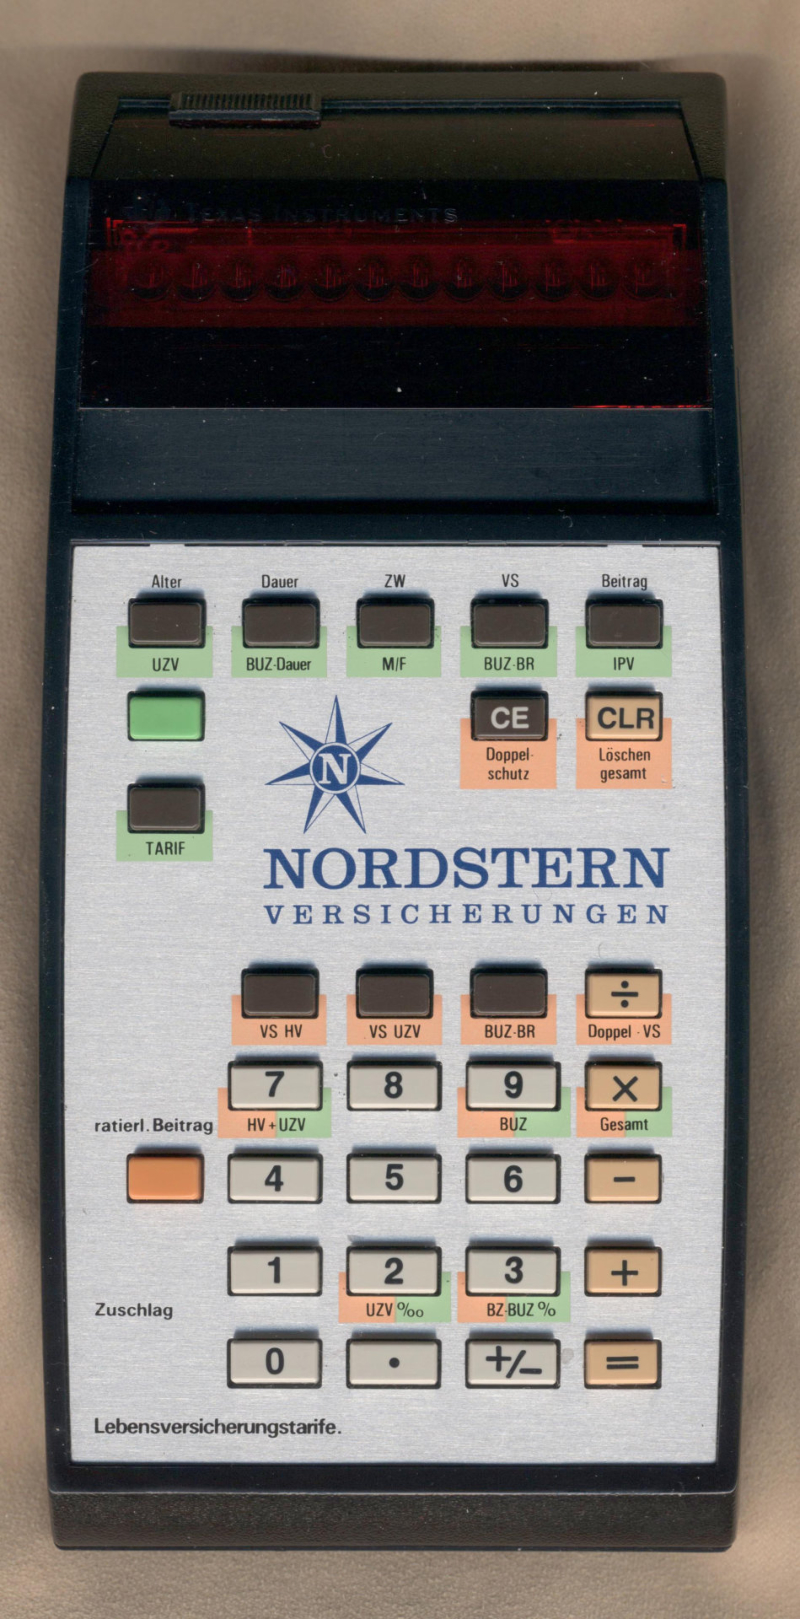 TEXAS INSTRUMENTS
Alter Dauer ZW VS Beitrag
UZV BUZ-Dauer M/F BUZ-BR IPV
CE CLR
Doppel- Löschen
schutz gesamt
N
TARIF
NORDSTERN
VERSICHERUNGEN
÷
VS HV VS UZV BUZ-BR Doppel-VS
7 8 9 ×
ratierl. Beitrag HV+UZV BUZ Gesamt
4 5 6 −
1 2 3 +
Zuschlag UZV ‰ BZ-BUZ %
0 . +/− =
Lebensversicherungstarife.